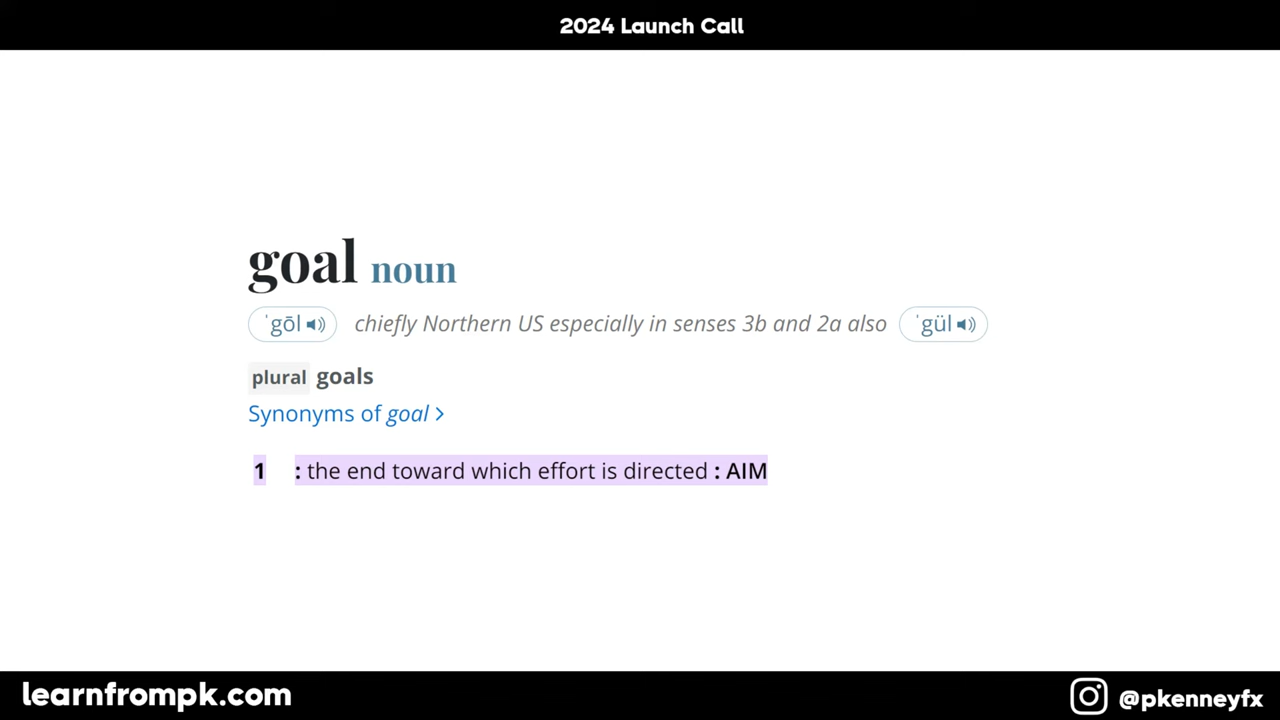 2024 Launch Call
goal noun
ˈgōl chiefly Northern US especially in senses 3b and 2a also ˈgül
plural goals
Synonyms of goal >
1 : the end toward which effort is directed : AIM
learnfrompk.com @pkenneyfx